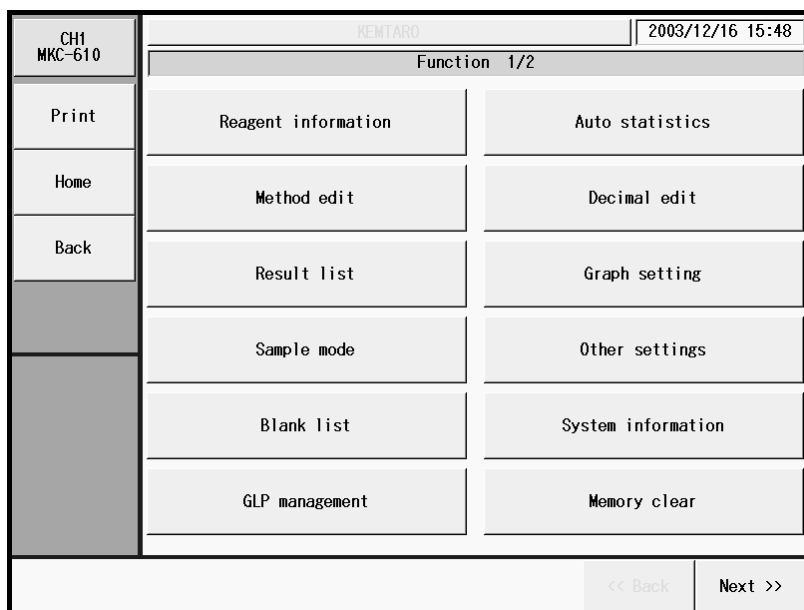 CH1
MKC-610
KEMTARO
2003/12/16 15:48
Function 1/2
Print
Home
Back
Reagent information
Auto statistics
Method edit
Decimal edit
Result list
Graph setting
Sample mode
Other settings
Blank list
System information
GLP management
Memory clear
<< Back
Next >>